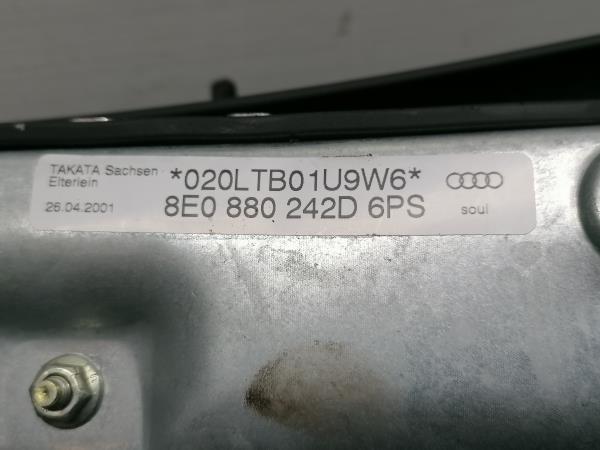 TAKATA Sachsen
Elterlein
26.04.2001
*020LTB01U9W6*
8E0 880 242D 6PS
soul